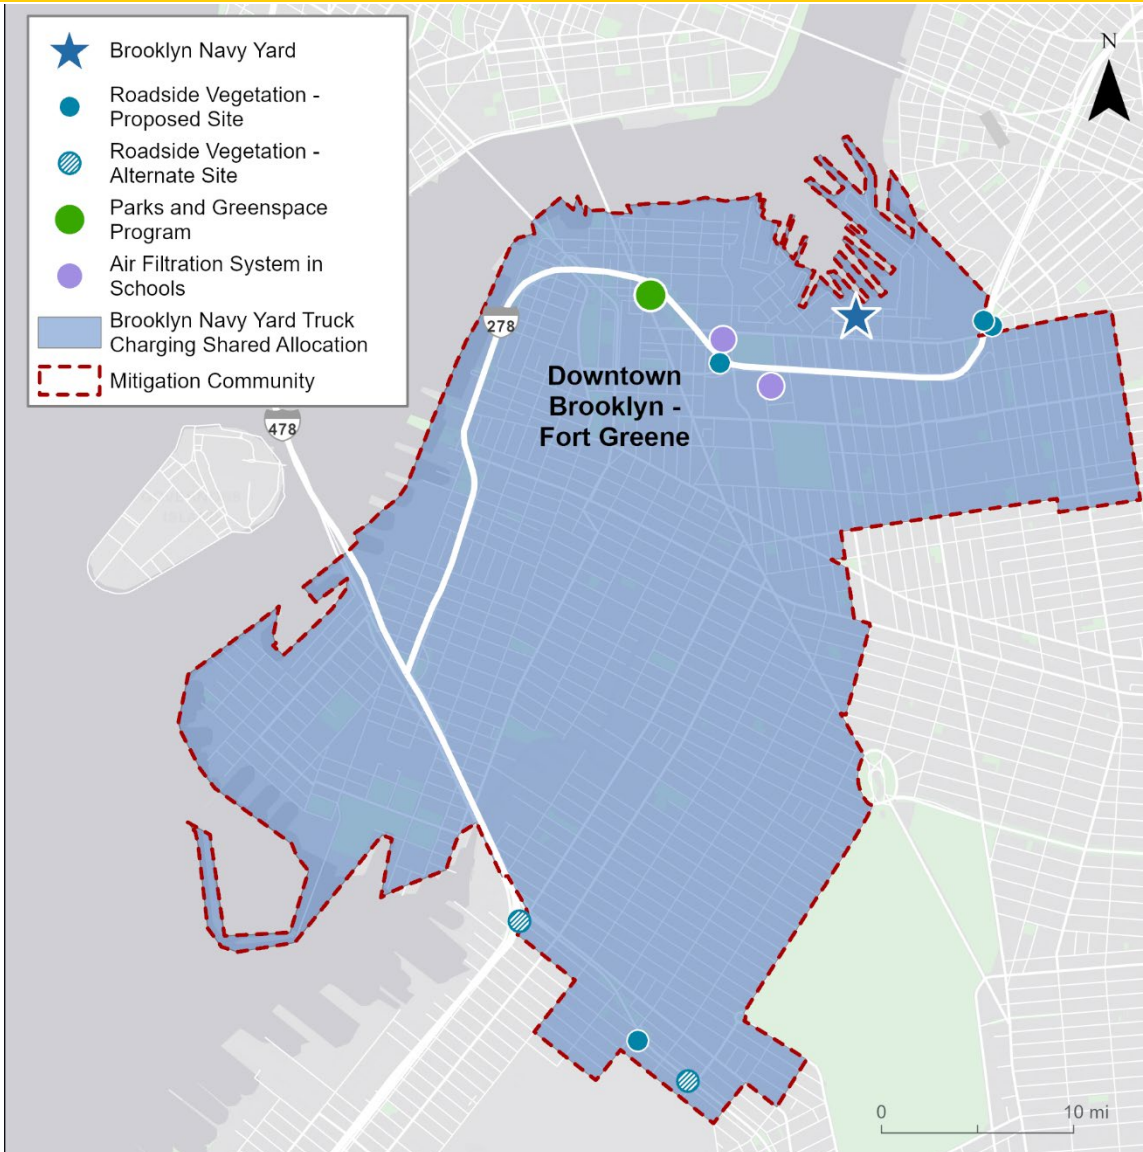 Brooklyn Navy Yard
Roadside Vegetation -
Proposed Site
Roadside Vegetation -
Alternate Site
Parks and Greenspace
Program
Air Filtration System in
Schools
Brooklyn Navy Yard Truck
Charging Shared Allocation
Mitigation Community
N
278
Downtown
Brooklyn -
Fort Greene
478
0
10 mi